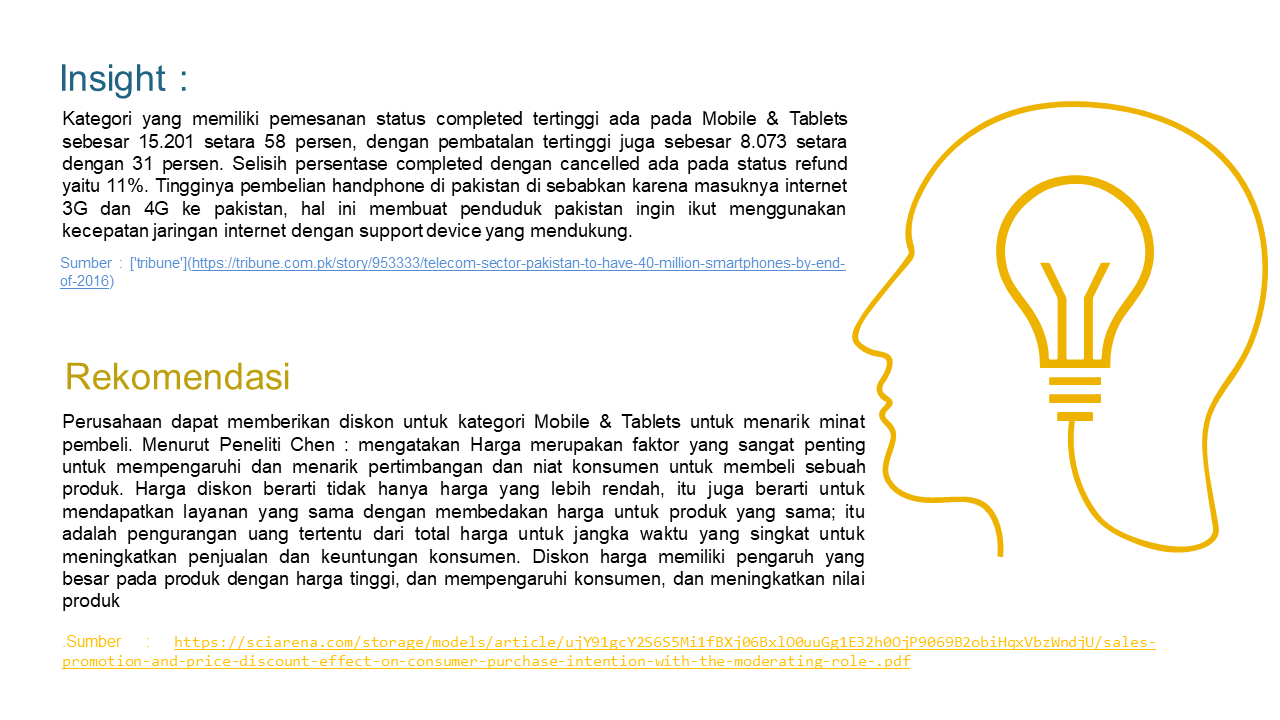 Insight :
Kategori yang memiliki pemesanan status completed tertinggi ada pada Mobile & Tablets
sebesar 15.201 setara 58 persen, dengan pembatalan tertinggi juga sebesar 8.073 setara
dengan 31 persen. Selisih persentase completed dengan cancelled ada pada status refund
yaitu 11%. Tingginya pembelian handphone di pakistan di sebabkan karena masuknya internet
3G dan 4G ke pakistan, hal ini membuat penduduk pakistan ingin ikut menggunakan
kecepatan jaringan internet dengan support device yang mendukung.
Sumber : ['tribune'](https://tribune.com.pk/story/953333/telecom-sector-pakistan-to-have-40-million-smartphones-by-end-
of-2016)
Rekomendasi
Perusahaan dapat memberikan diskon untuk kategori Mobile & Tablets untuk menarik minat
pembeli. Menurut Peneliti Chen : mengatakan Harga merupakan faktor yang sangat penting
untuk mempengaruhi dan menarik pertimbangan dan niat konsumen untuk membeli sebuah
produk. Harga diskon berarti tidak hanya harga yang lebih rendah, itu juga berarti untuk
mendapatkan layanan yang sama dengan membedakan harga untuk produk yang sama; itu
adalah pengurangan uang tertentu dari total harga untuk jangka waktu yang singkat untuk
meningkatkan penjualan dan keuntungan konsumen. Diskon harga memiliki pengaruh yang
besar pada produk dengan harga tinggi, dan mempengaruhi konsumen, dan meningkatkan nilai
produk
.Sumber : https://sciarena.com/storage/models/article/ujY91gcY2S6S5Mi1fBXj06BxlO0uuGg1E32h0OjP9069B2obiHqxVbzWndjU/sales-
promotion-and-price-discount-effect-on-consumer-purchase-intention-with-the-moderating-role-.pdf